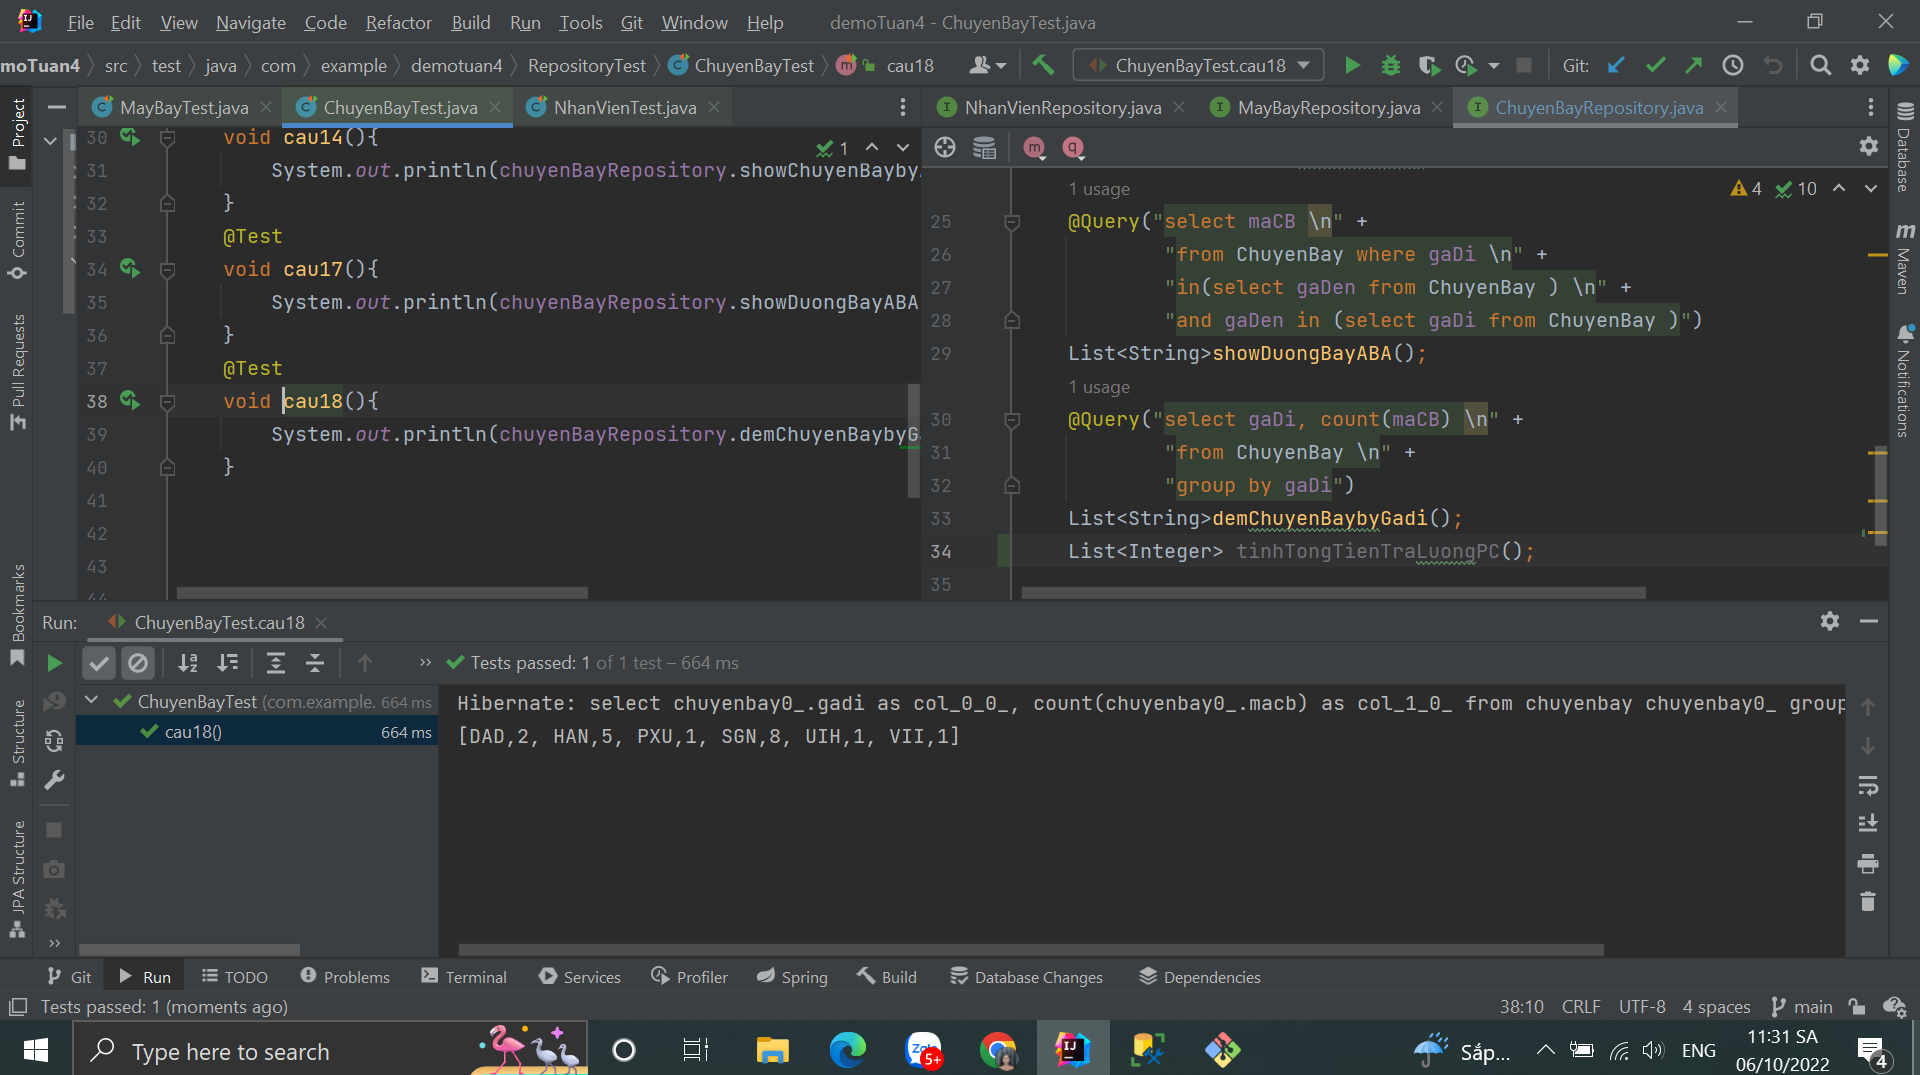 File Edit View Navigate Code Refactor Build Run Tools Git Window Help demoTuan4 - ChuyenBayTest.java
moTuan4 src test java com example demotuan4 RepositoryTest ChuyenBayTest cau18 ChuyenBayTest.cau18 Git:
MayBayTest.java ChuyenBayTest.java NhanVienTest.java
30 void cau14(){
31 System.out.println(chuyenBayRepository.showChuyenBayby
32 }
33 @Test
34 void cau17(){
35 System.out.println(chuyenBayRepository.showDuongBayABA
36 }
37 @Test
38 void cau18(){
39 System.out.println(chuyenBayRepository.demChuyenBaybyG
40 }
41
42
43
44
1
NhanVienRepository.java MayBayRepository.java ChuyenBayRepository.java
1 usage
4 10
25 @Query("select maCB \n" +
26 "from ChuyenBay where gaDi \n" +
27 "in(select gaDen from ChuyenBay ) \n" +
28 "and gaDen in (select gaDi from ChuyenBay )")
29 List<String>showDuongBayABA();
1 usage
30 @Query("select gaDi, count(maCB) \n" +
31 "from ChuyenBay \n" +
32 "group by gaDi")
33 List<String>demChuyenBaybyGadi();
34 List<Integer> tinhTongTienTraLuongPC();
35
Project
Commit
Pull Requests
Bookmarks
Structure
JPA Structure
Database
Maven
Notifications
Run: ChuyenBayTest.cau18
Tests passed: 1 of 1 test – 664 ms
ChuyenBayTest (com.example. 664 ms
cau18() 664 ms
Hibernate: select chuyenbay0_.gadi as col_0_0_, count(chuyenbay0_.macb) as col_1_0_ from chuyenbay chuyenbay0_ group
[DAD,2, HAN,5, PXU,1, SGN,8, UIH,1, VII,1]
Git Run TODO Problems Terminal Services Profiler Spring Build Database Changes Dependencies
Tests passed: 1 (moments ago) 38:10 CRLF UTF-8 4 spaces main
Type here to search
Zalo 5+
Sắp... ENG
11:31 SA
06/10/2022
4